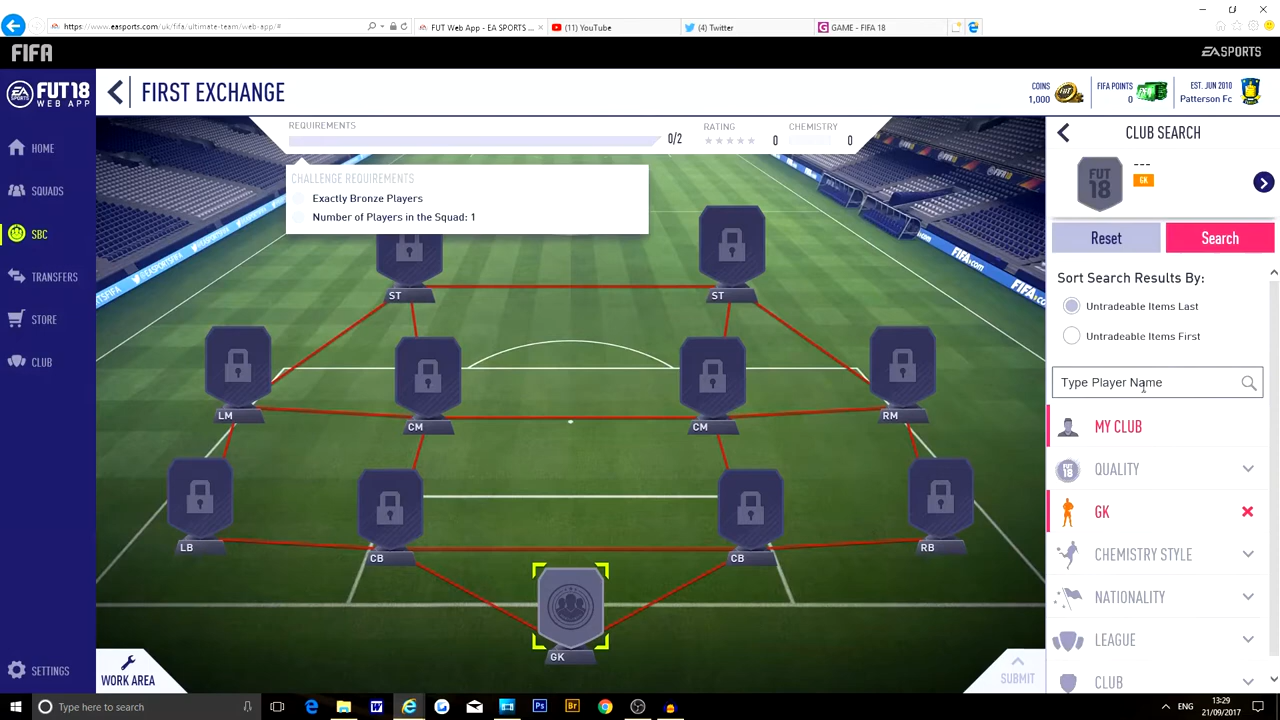 https://www.easports.com/uk/fifa/ultimate-team/web-app/#
FUT Web App - EA SPORTS ...
(11) YouTube
(4) Twitter
GAME - FIFA 18
FIFA
EA SPORTS
EA SPORTS FUT18
WEB APP
FIRST EXCHANGE
COINS
1,000
FIFA POINTS
0
EST. JUN 2010
Patterson Fc
HOME
SQUADS
SBC
TRANSFERS
STORE
CLUB
SETTINGS
REQUIREMENTS
0/2
RATING
0
CHEMISTRY
0
CHALLENGE REQUIREMENTS
Exactly Bronze Players
Number of Players in the Squad: 1
ST
ST
LM
CM
CM
RM
LB
CB
CB
RB
GK
WORK AREA
SUBMIT
CLUB SEARCH
FUT
18
---
GK
Reset
Search
Sort Search Results By:
Untradeable Items Last
Untradeable Items First
Type Player Name
MY CLUB
QUALITY
GK
CHEMISTRY STYLE
NATIONALITY
LEAGUE
CLUB
Type here to search
ENG
13:29
21/09/2017